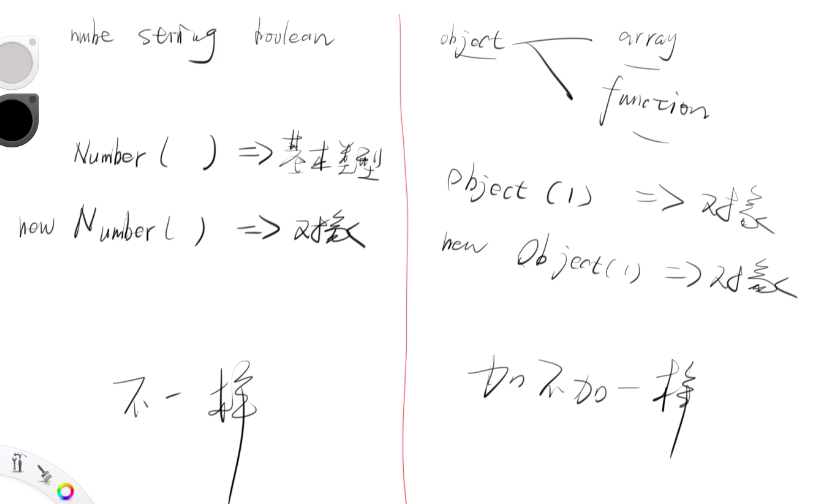 numbe string boolean
Number( ) => 基本类型
new Number( ) => 对象
不一样
object array
function
Object(1) => 对象
new Object(1) => 对象
加不加一样